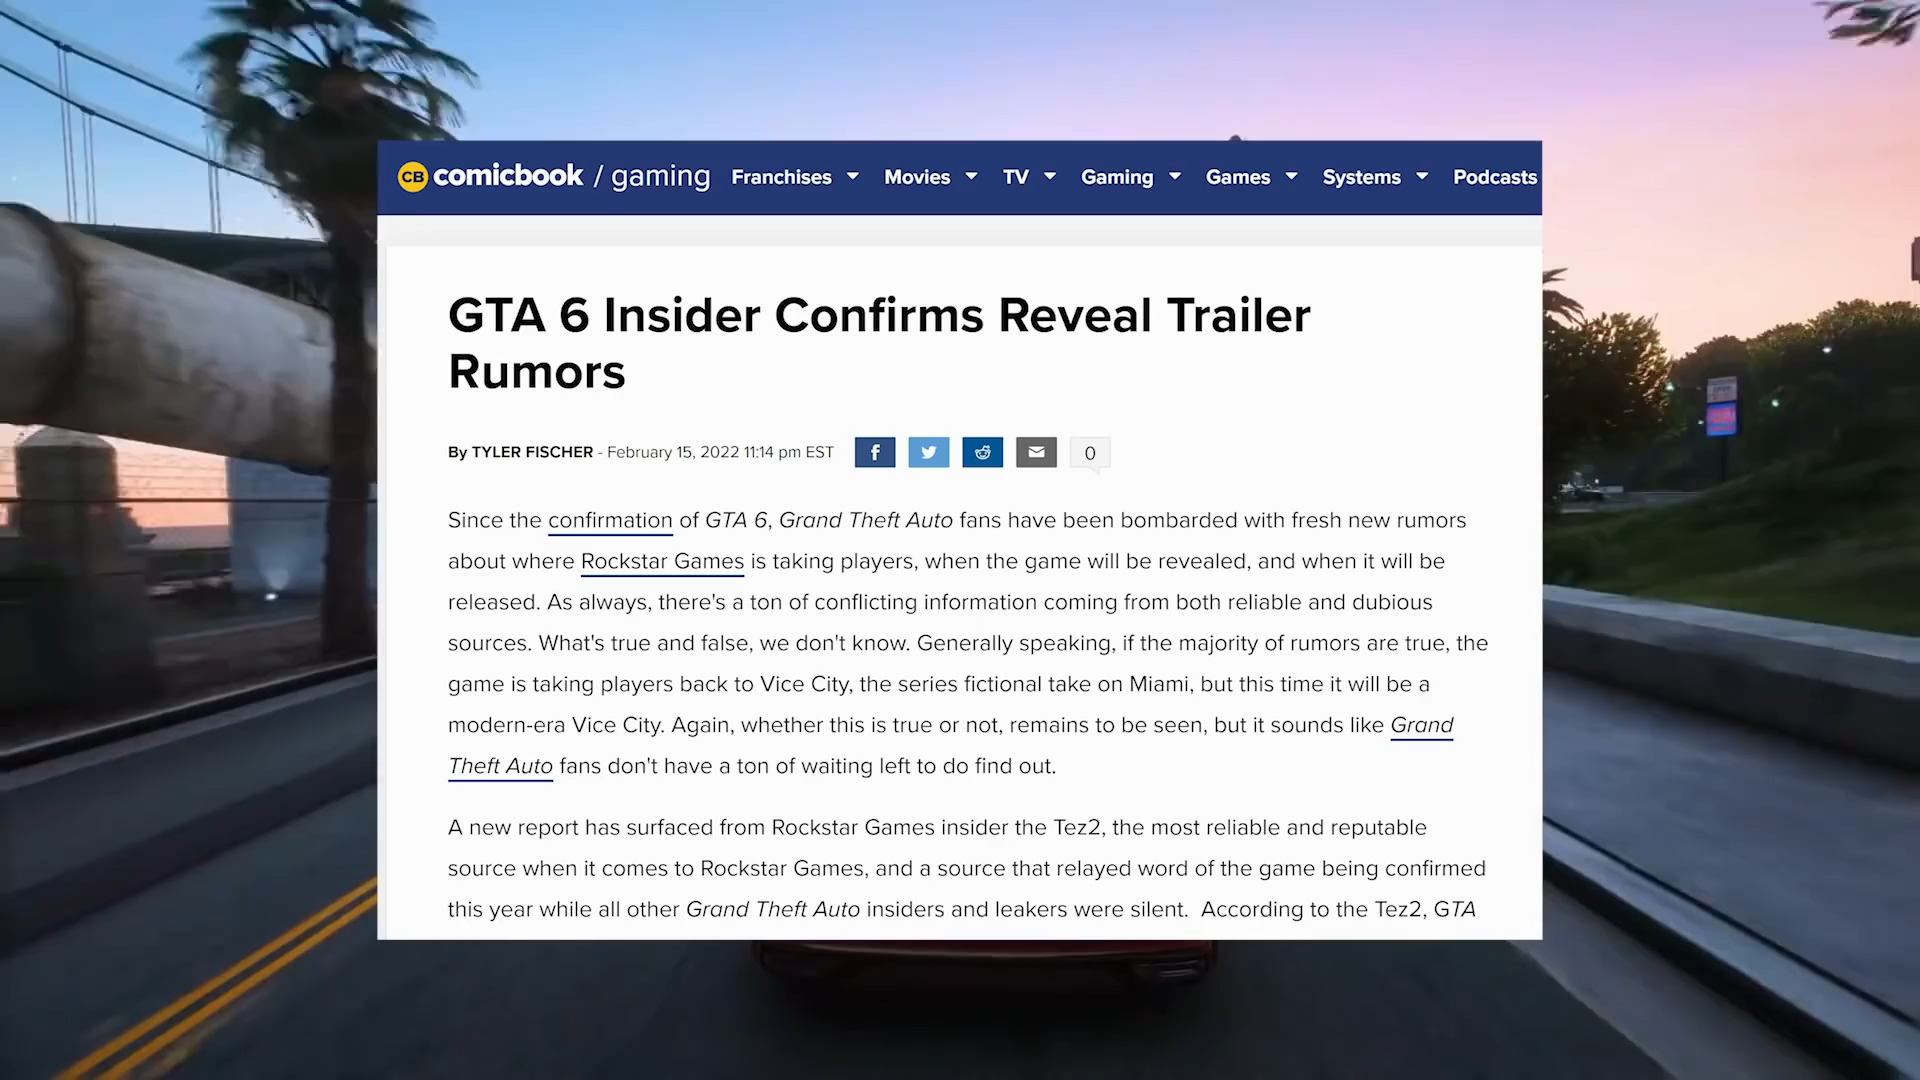 CB comicbook / gaming Franchises Movies TV Gaming Games Systems Podcasts
GTA 6 Insider Confirms Reveal Trailer
Rumors
By TYLER FISCHER - February 15, 2022 11:14 pm EST f 0
Since the confirmation of GTA 6, Grand Theft Auto fans have been bombarded with fresh new rumors
about where Rockstar Games is taking players, when the game will be revealed, and when it will be
released. As always, there's a ton of conflicting information coming from both reliable and dubious
sources. What's true and false, we don't know. Generally speaking, if the majority of rumors are true, the
game is taking players back to Vice City, the series fictional take on Miami, but this time it will be a
modern-era Vice City. Again, whether this is true or not, remains to be seen, but it sounds like Grand
Theft Auto fans don't have a ton of waiting left to do find out.
A new report has surfaced from Rockstar Games insider the Tez2, the most reliable and reputable
source when it comes to Rockstar Games, and a source that relayed word of the game being confirmed
this year while all other Grand Theft Auto insiders and leakers were silent. According to the Tez2, GTA